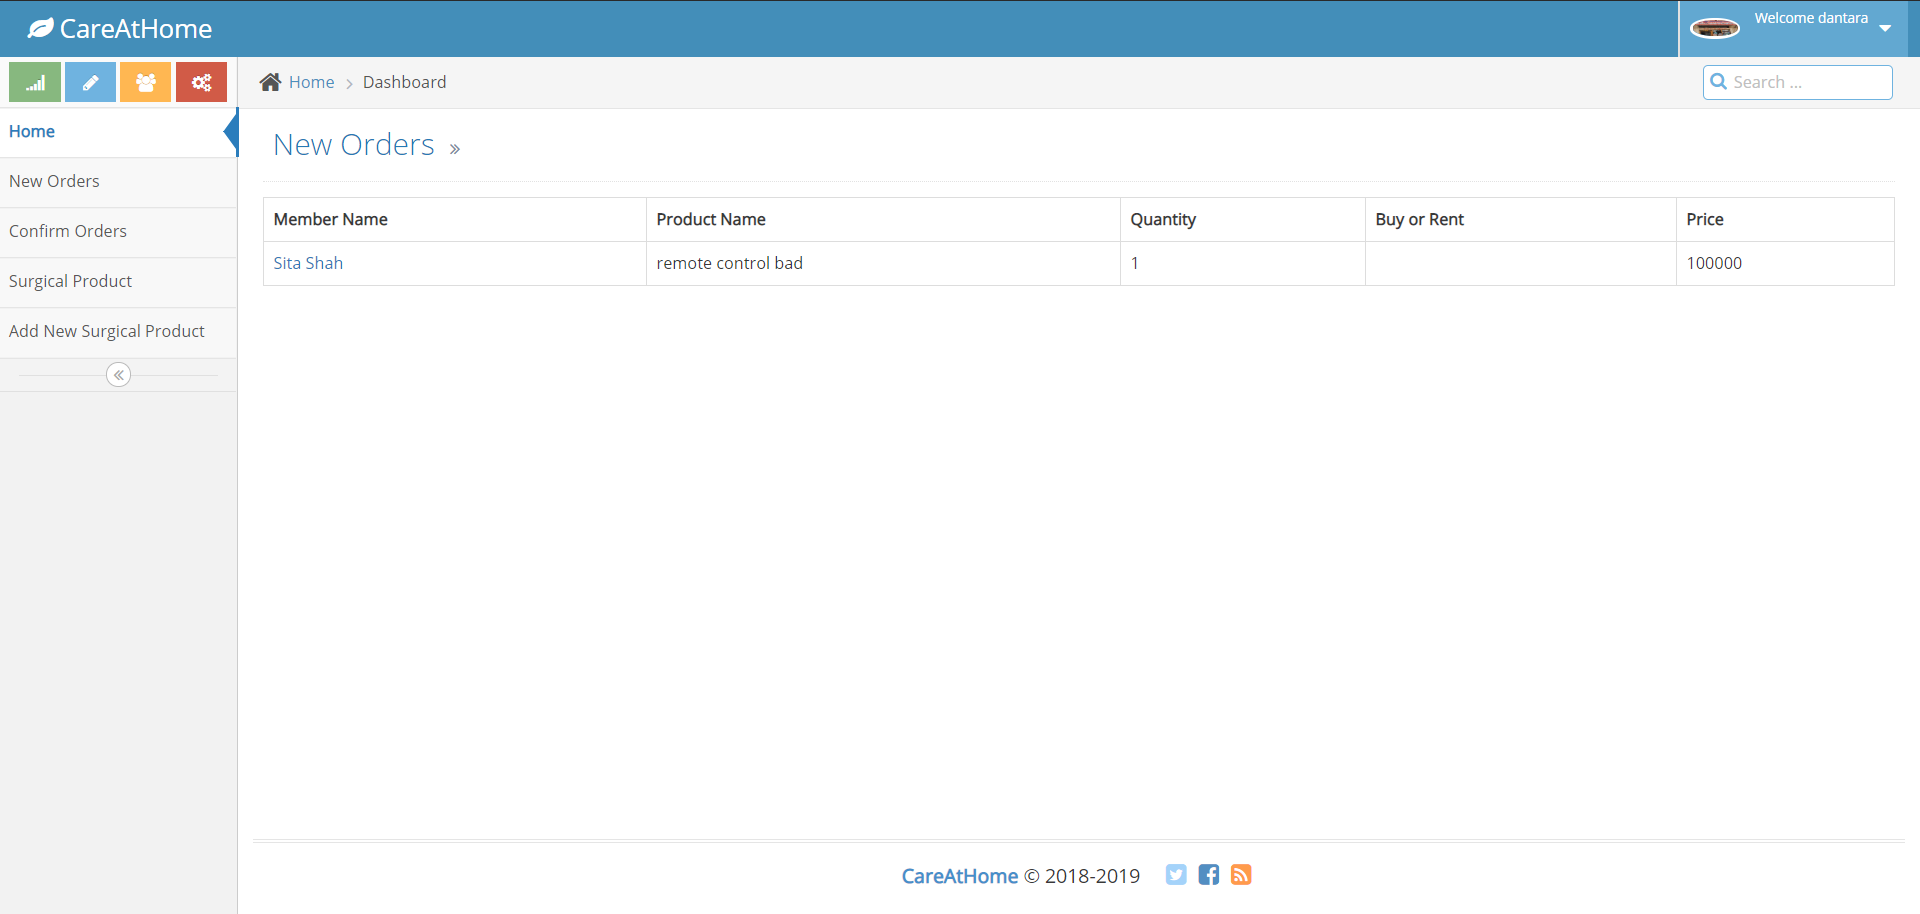 CareAtHome
Welcome dantara
Home
Dashboard
Search ...
Home
New Orders
Confirm Orders
Surgical Product
Add New Surgical Product
New Orders »
Member Name Product Name Quantity Buy or Rent Price
Sita Shah remote control bad 1 100000
CareAtHome © 2018-2019